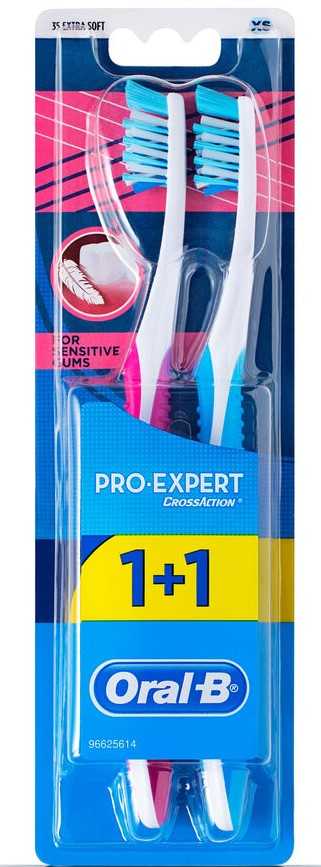 35 EXTRA SOFT
XS
FOR
SENSITIVE
GUMS
PRO·EXPERT
CROSSACTION®
1+1
Oral-B®
96625614